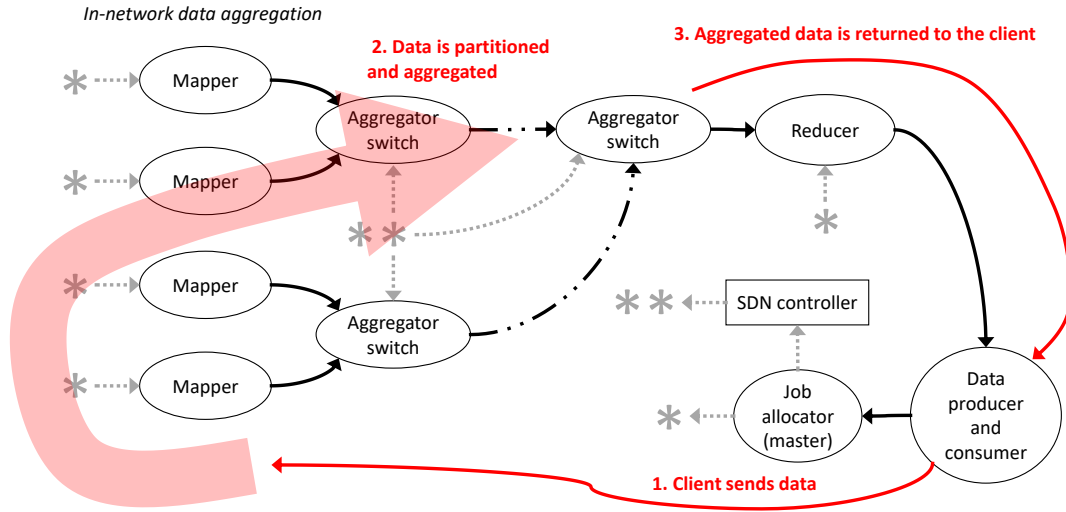 In-network data aggregation
3. Aggregated data is returned to the client
2. Data is partitioned
and aggregated
Mapper
Aggregator
switch
Aggregator
switch
Reducer
Mapper
*
*
*
* *
*
Mapper
*
SDN controller
* *
Aggregator
switch
Mapper
*
Job
allocator
(master)
*
Data
producer
and
consumer
1. Client sends data